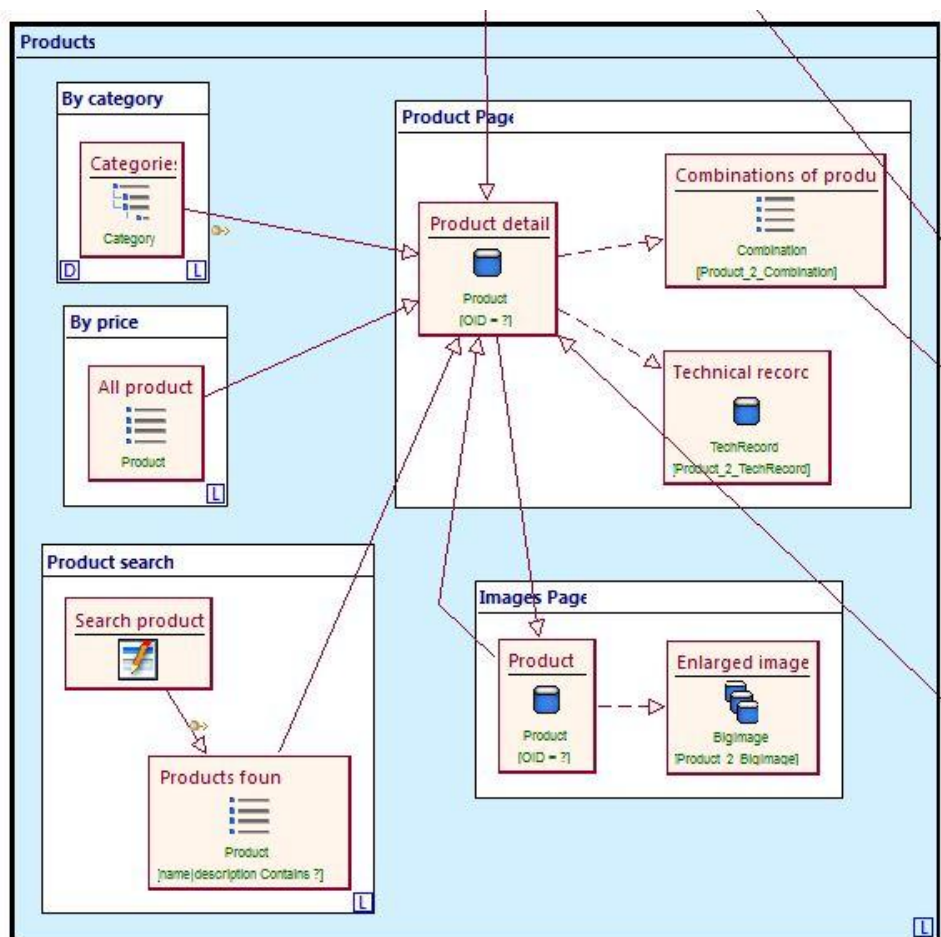 Products
By category
Categories
Category
D
L
By price
All product
Product
L
Product search
Search product
Products foun
Product
[name|description Contains ?]
L
Product Page
Product detail
Product
[OID = ?]
Combinations of produ
Combination
[Product_2_Combination]
Technical recorc
TechRecord
[Product_2_TechRecord]
Images Page
Product
Product
[OID = ?]
Enlarged image
BigImage
[Product_2_BigImage]
L